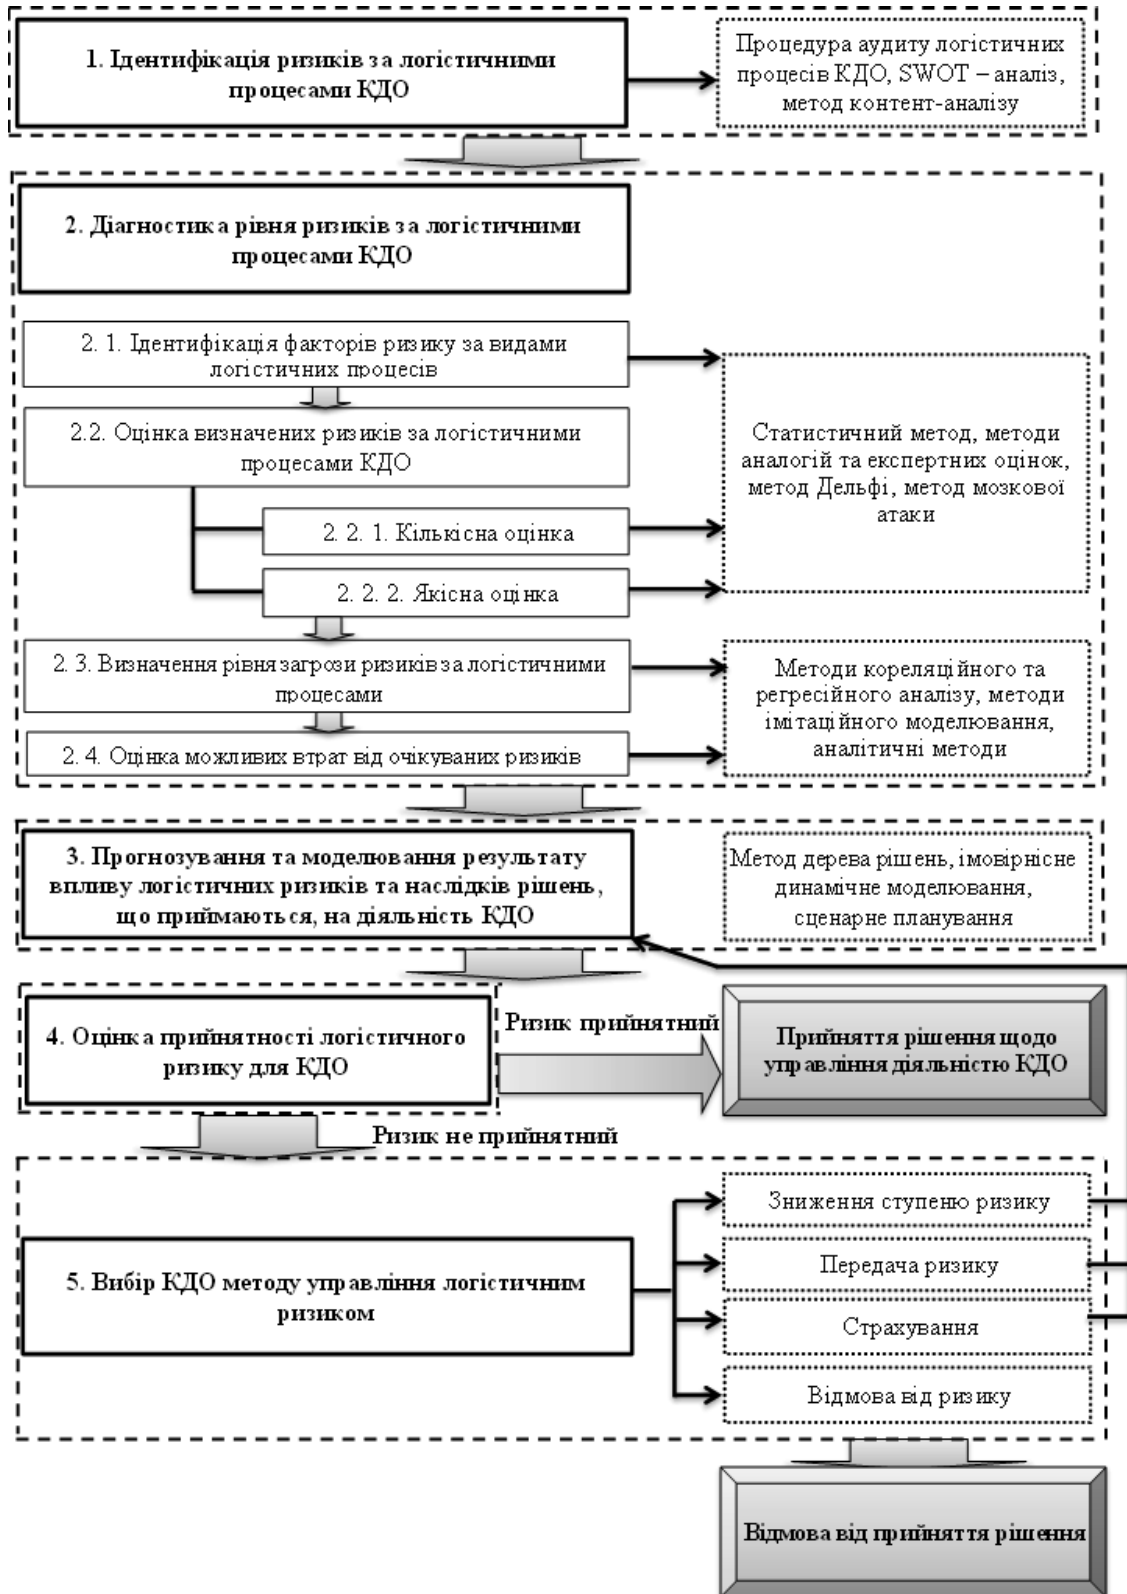 1. Ідентифікація ризиків за логістичними
процесами КДО
Процедура аудиту логістичних
процесів КДО, SWOT – аналіз,
метод контент-аналізу
2. Діагностика рівня ризиків за логістичними
процесами КДО
2. 1. Ідентифікація факторів ризику за видами
логістичних процесів
2.2. Оцінка визначених ризиків за логістичними
процесами КДО
Статистичний метод, методи
аналогій та експертних оцінок,
метод Дельфі, метод мозкової
атаки
2. 2. 1. Кількісна оцінка
2. 2. 2. Якісна оцінка
2. 3. Визначення рівня загрози ризиків за логістичними
процесами
Методи кореляційного та
регресійного аналізу, методи
імітаційного моделювання,
аналітичні методи
2. 4. Оцінка можливих втрат від очікуваних ризиків
3. Прогнозування та моделювання результату
впливу логістичних ризиків та наслідків рішень,
що приймаються, на діяльність КДО
Метод дерева рішень, імовірнісне
динамічне моделювання,
сценарне планування
4. Оцінка прийнятності логістичного
ризику для КДО
Ризик прийнятний
Прийняття рішення щодо
управління діяльністю КДО
Ризик не прийнятний
5. Вибір КДО методу управління логістичним
ризиком
Зниження ступеню ризику
Передача ризику
Страхування
Відмова від ризику
Відмова від прийняття рішення